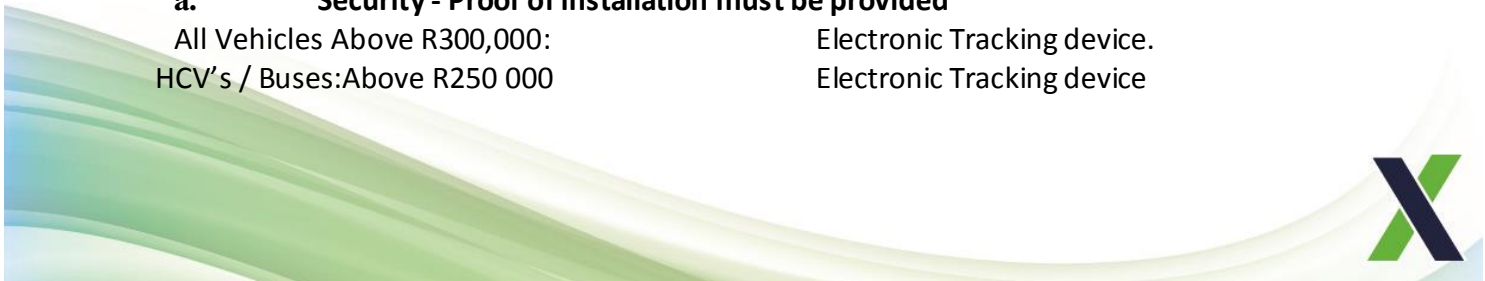 a. Security - Proof of installation must be provided
All Vehicles Above R300,000: Electronic Tracking device.
HCV's / Buses:Above R250 000 Electronic Tracking device